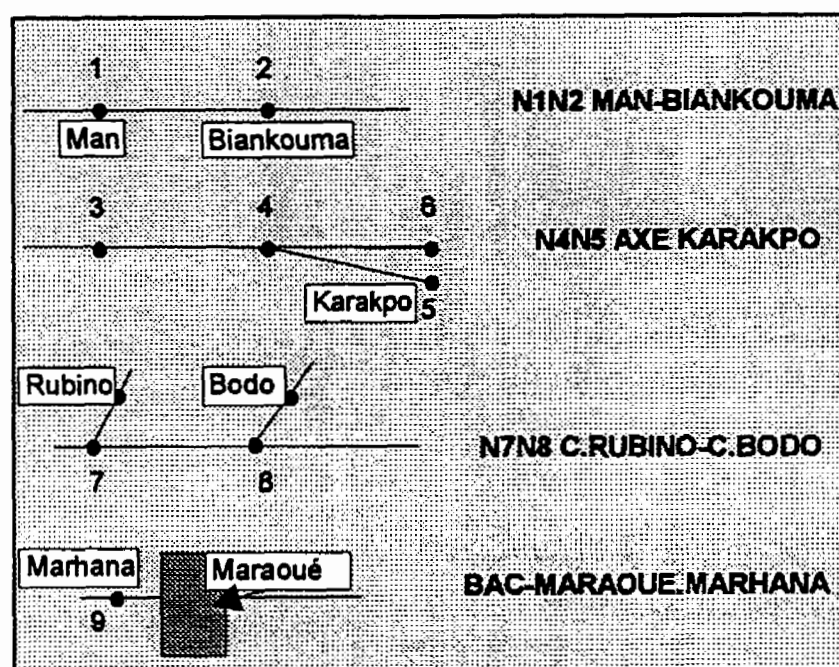 1 2
N1N2 MAN-BIANKOUMA
Man Biankouma
3 4 6
N4N5 AXE KARAKPO
Karakpo 5
Rubino Bodo
N7N8 C.RUBINO-C.BODO
7 8
Marhana Maraoué
BAC-MARAOUE.MARHANA
9